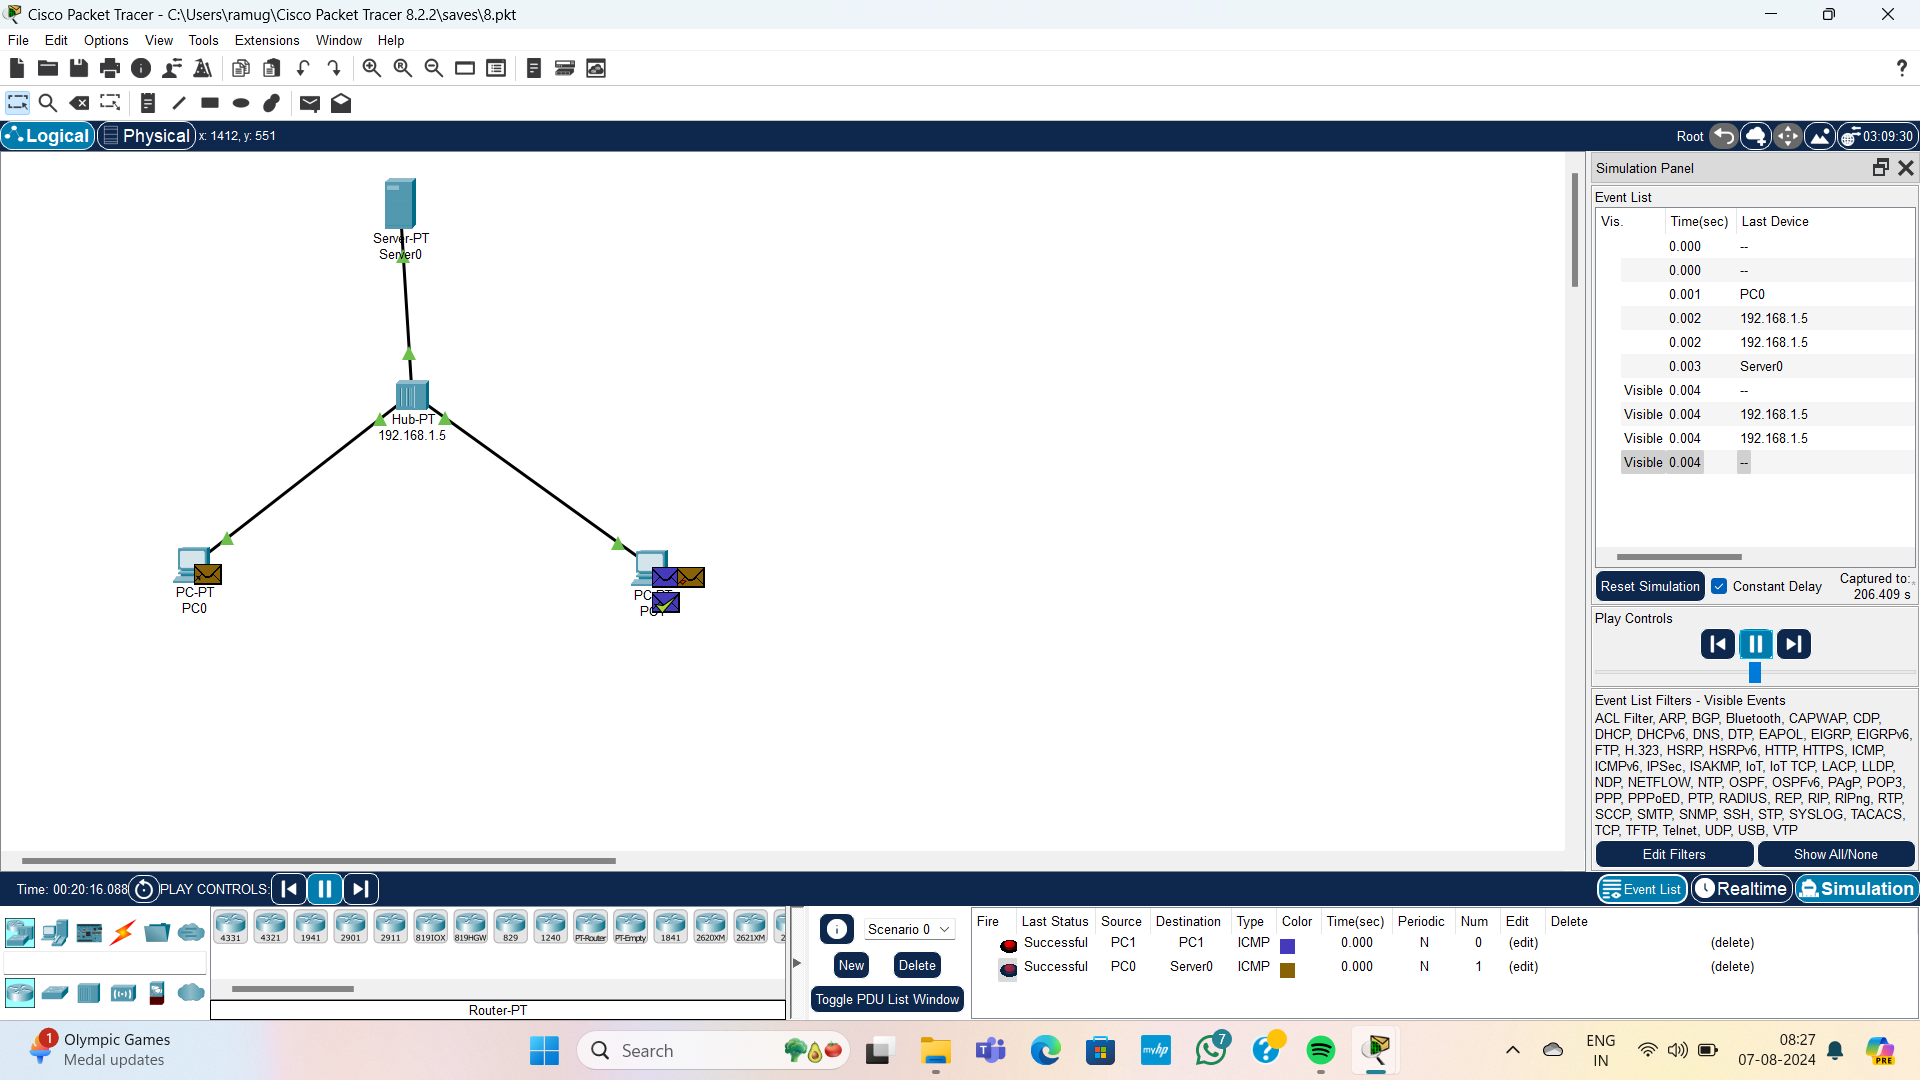 Cisco Packet Tracer - C:\Users\ramug\Cisco Packet Tracer 8.2.2\saves\8.pkt
File Edit Options View Tools Extensions Window Help
?
Logical Physical x: 1412, y: 551
Root 03:09:30
Server-PT
Server0
Hub-PT
192.168.1.5
PC-PT
PC0
Simulation Panel
Event List
Vis. Time(sec) Last Device
0.000 --
0.000 --
0.001 PC0
0.002 192.168.1.5
0.002 192.168.1.5
0.003 Server0
Visible 0.004 --
Visible 0.004 192.168.1.5
Visible 0.004 192.168.1.5
Visible 0.004 --
Reset Simulation Constant Delay Captured to:
206.409 s
Play Controls
Event List Filters - Visible Events
ACL Filter, ARP, BGP, Bluetooth, CAPWAP, CDP,
DHCP, DHCPv6, DNS, DTP, EAPOL, EIGRP, EIGRPv6,
FTP, H.323, HSRP, HSRPv6, HTTP, HTTPS, ICMP,
ICMPv6, IPSec, ISAKMP, IoT, IoT TCP, LACP, LLDP,
NDP, NETFLOW, NTP, OSPF, OSPFv6, PAgP, POP3,
PPP, PPPoED, PTP, RADIUS, REP, RIP, RIPng, RTP,
SCCP, SMTP, SNMP, SSH, STP, SYSLOG, TACACS,
TCP, TFTP, Telnet, UDP, USB, VTP
Edit Filters Show All/None
Time: 00:20:16.088 PLAY CONTROLS:
Event List Realtime Simulation
4331 4321 1941 2901 2911 819IOX 819HGW 829 1240 PT-Router PT-Empty 1841 2620XM 2621XM
Router-PT
Scenario 0
New Delete
Toggle PDU List Window
Fire Last Status Source Destination Type Color Time(sec) Periodic Num Edit Delete
Successful PC1 PC1 ICMP 0.000 N 0 (edit) (delete)
Successful PC0 Server0 ICMP 0.000 N 1 (edit) (delete)
1
Olympic Games
Medal updates
Search
myhp
7
ENG
IN
08:27
07-08-2024
PRE